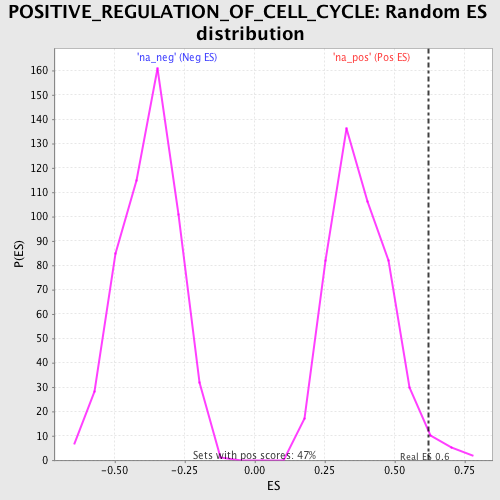 POSITIVE_REGULATION_OF_CELL_CYCLE: Random ES
distribution
'na_neg' (Neg ES)
'na_pos' (Pos ES)
160
150
140
130
120
110
100
90
80
70
60
50
40
30
20
10
0
P(ES)
Sets with pos scores: 47%
Real ES 0.6
-0.50
-0.25
0.00
0.25
0.50
0.75
ES